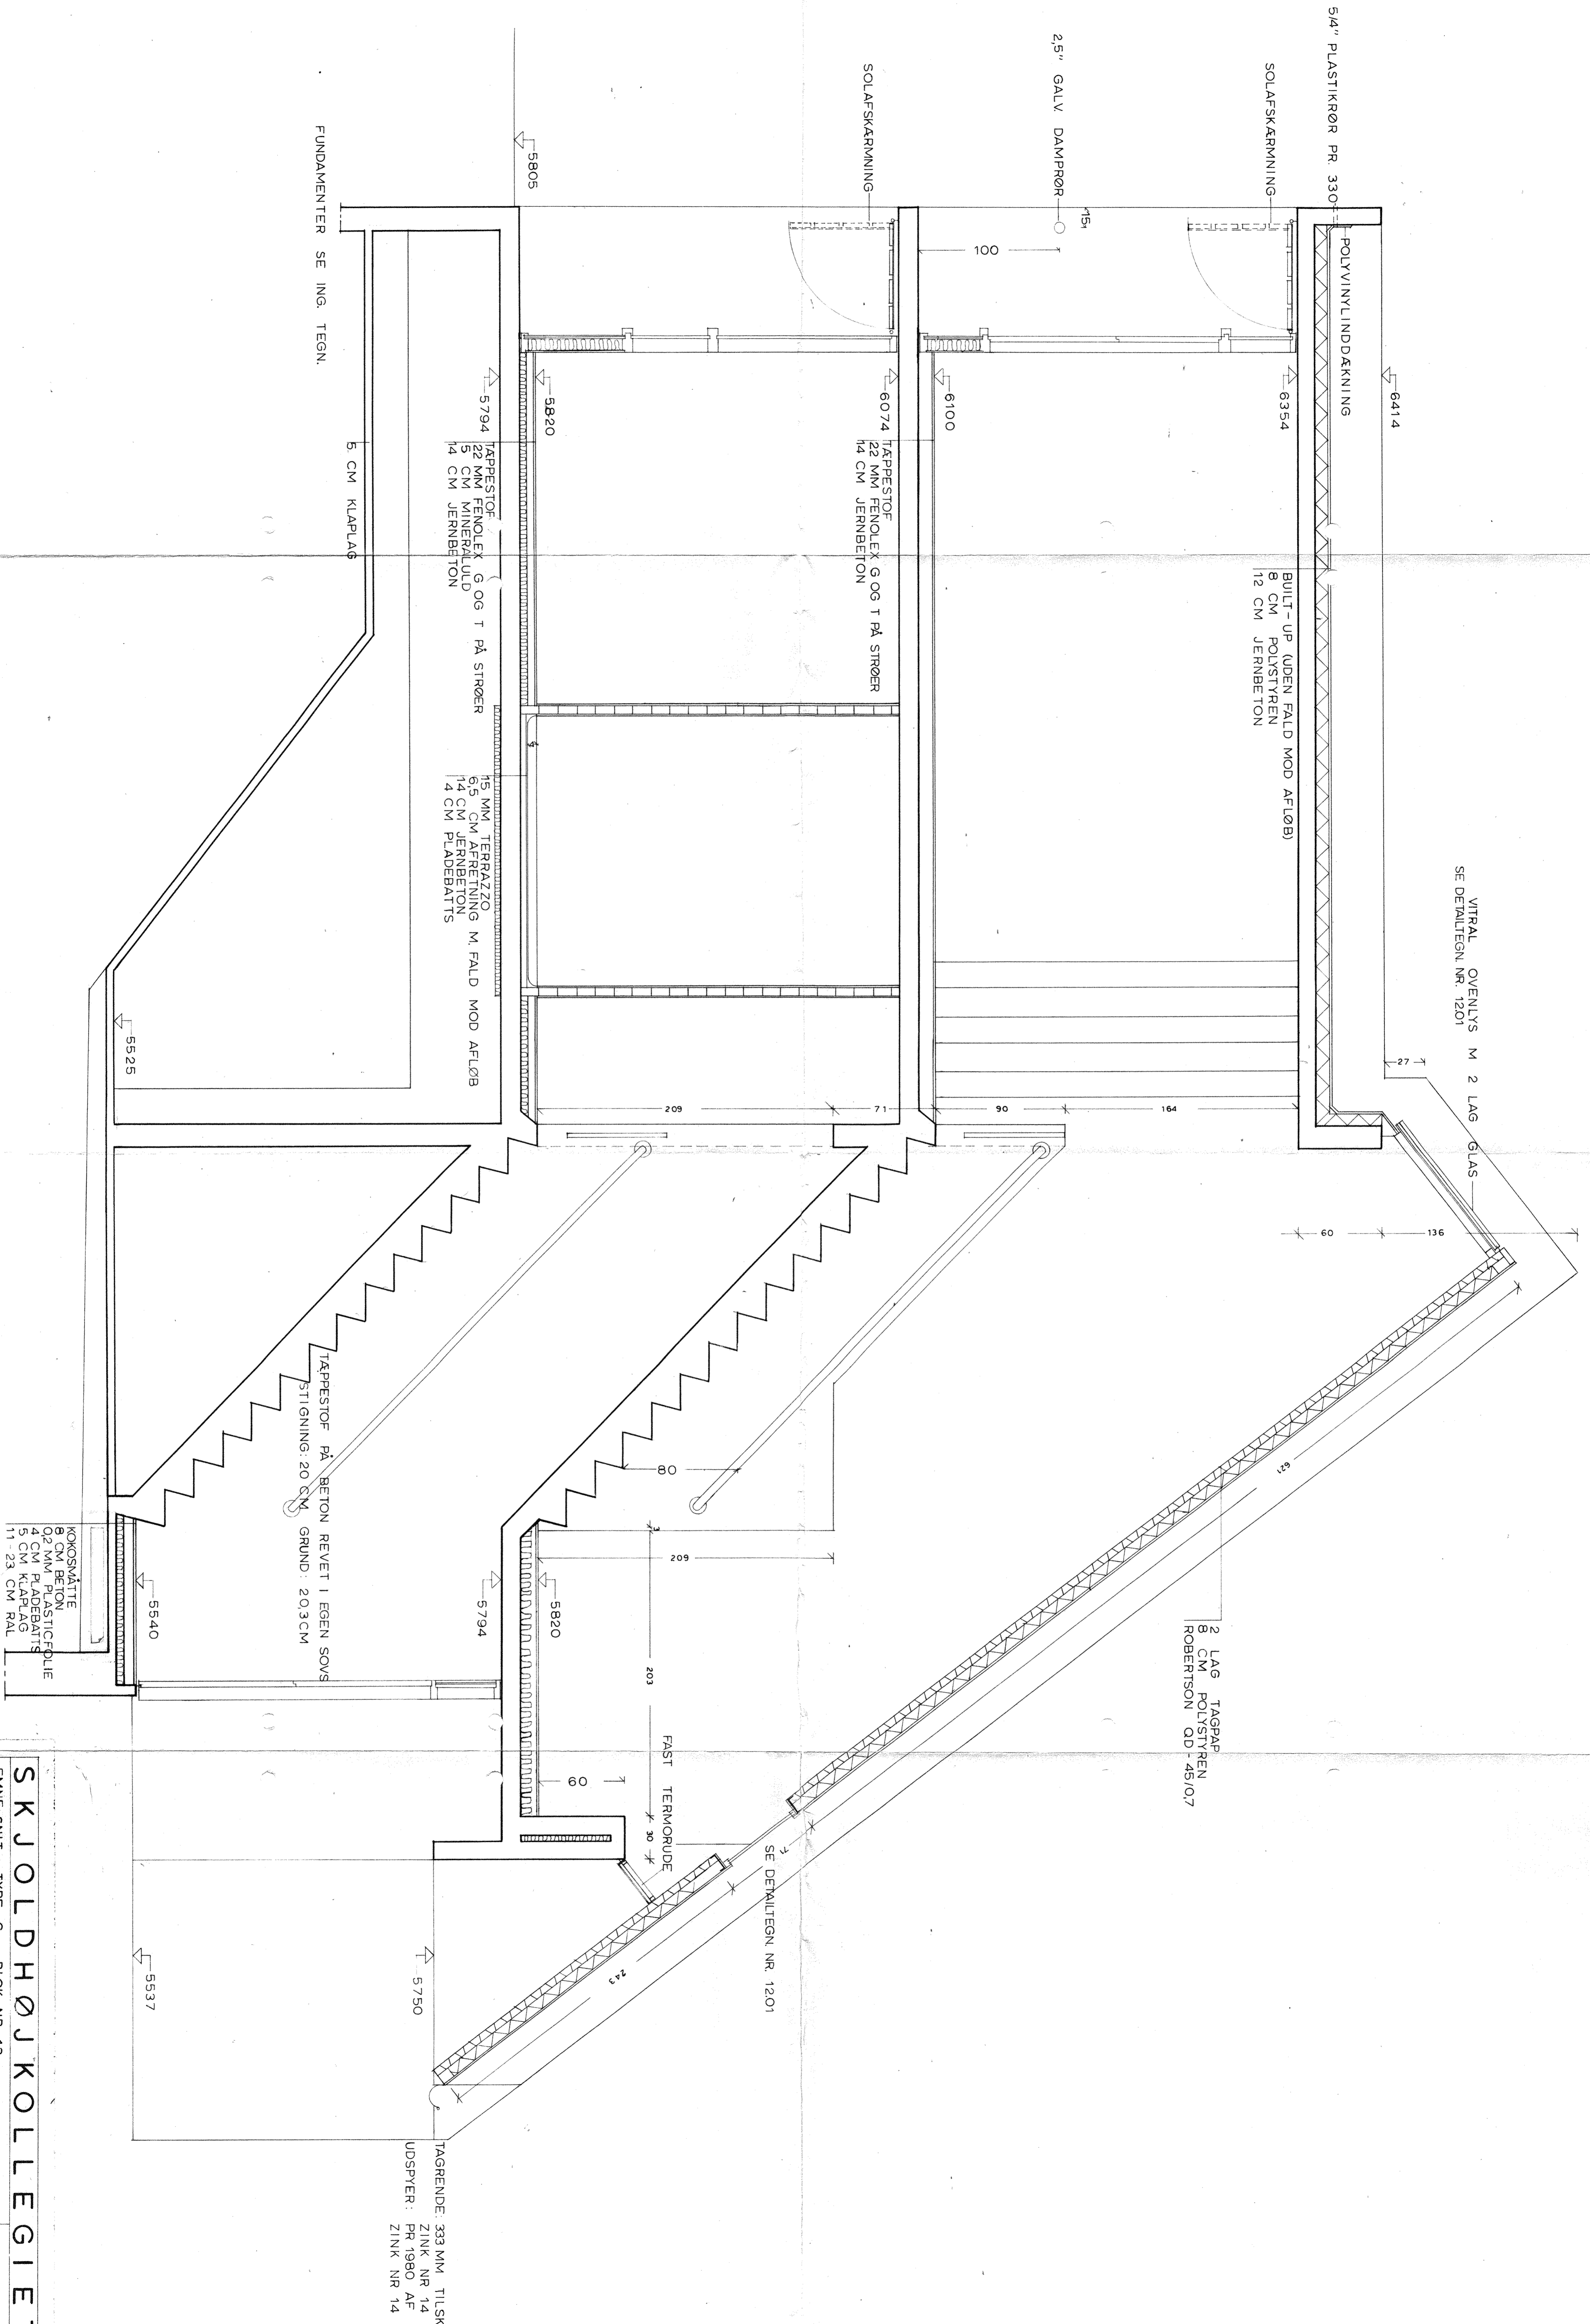 5/4" PLASTIKRØR PR. 330
POLYVINYLINDDÆKNING
6414
SOLAFSKÆRMNING
6354
BUILT-UP (UDEN FALD MOD AFLØB)
8 CM POLYSTYREN
12 CM JERNBETON
VITRAL OVENLYS M 2 LAG GLAS
SE DETAILTEGN. NR. 1201
27
136
60
164
90
71
209
2,5" GALV. DAMPRØR
15
100
SOLAFSKÆRMNING
6100
6074
TÆPPESTOF
22 MM FENOLEX G OG T PÅ STRØER
14 CM JERNBETON
5805
5820
5794
TÆPPESTOF
22 MM FENOLEX G OG T PÅ STRØER
5 CM MINERALULD
14 CM JERNBETON
4
15 MM TERRAZZO
6,5 CM AFRETNING M. FALD MOD AFLØB
14 CM JERNBETON
4 CM PLADEBATTS
FUNDAMENTER SE ING. TEGN.
5 CM KLAPLAG
5525
621
2 LAG TAGPAP
8 CM POLYSTYREN
ROBERTSON QD-45/0,7
80
3
209
203
30
60
5820
5794
FAST TERMORUDE
SE DETAILTEGN. NR. 1201
243
TÆPPESTOF PÅ BETON REVET I EGEN SOVS
STIGNING: 20 CM GRUND: 20,3 CM
5540
KOKOSMÅTTE
8 CM BETON
0,2 MM PLASTICFOLIE
4 CM PLADEBATTS
5 CM KLAPLAG
11-23 CM RAL
5750
5537
TAGRENDE: 333 MM TILSK
ZINK NR 14
UDSPYER: PR 1980 AF
ZINK NR 14
SKJOLDHØJKOLLEGIET